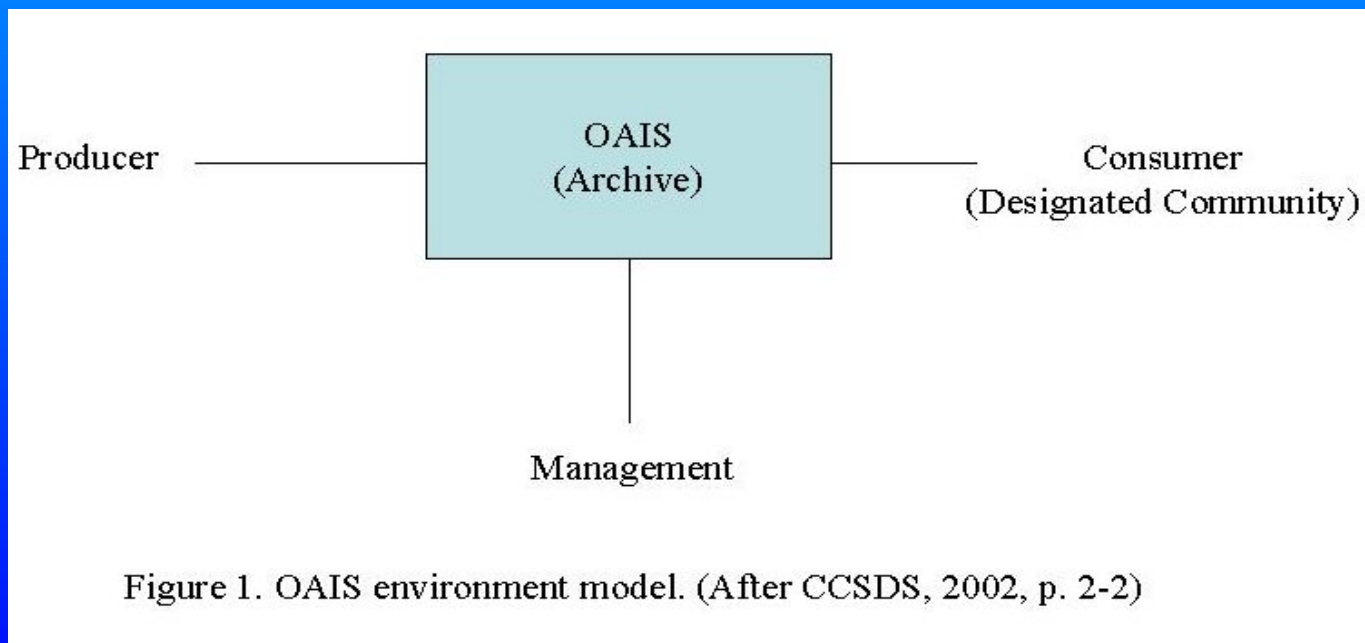 OAIS
(Archive)
Producer
Consumer
(Designated Community)
Management
Figure 1. OAIS environment model. (After CCSDS, 2002, p. 2-2)